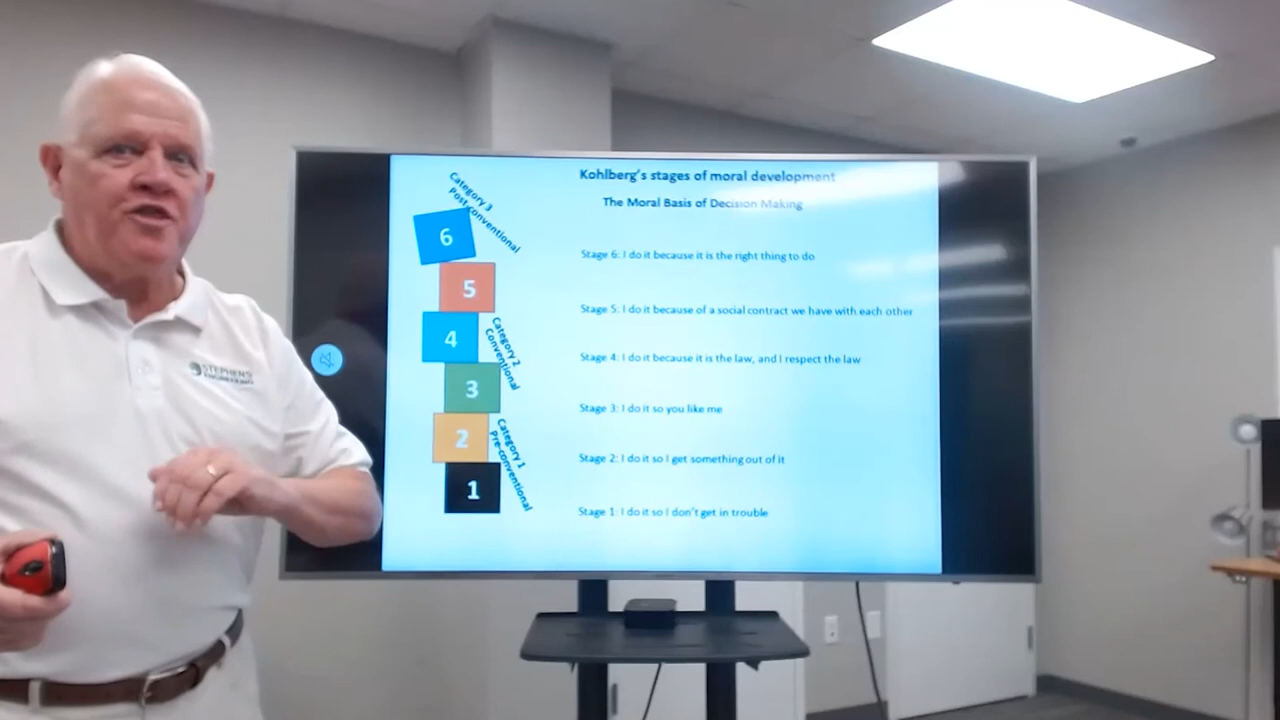 Kohlberg's stages of moral development
The Moral Basis of Decision Making
Category 3
Post-conventional
6
Stage 6: I do it because it is the right thing to do
5
Stage 5: I do it because of a social contract we have with each other
Category 2
Conventional
4
Stage 4: I do it because it is the law, and I respect the law
3
Stage 3: I do it so you like me
Category 1
Pre-conventional
2
Stage 2: I do it so I get something out of it
1
Stage 1: I do it so I don't get in trouble
STEPHENS
ENGINEERING